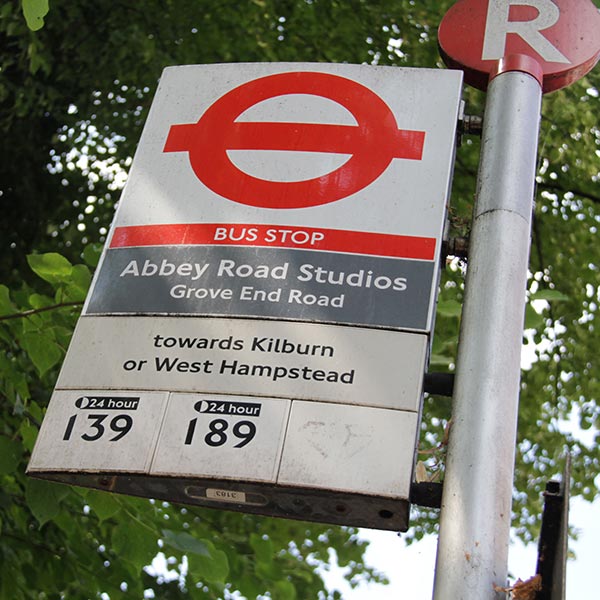 R
BUS STOP
Abbey Road Studios
Grove End Road
towards Kilburn
or West Hampstead
24 hour
139
24 hour
189
3183